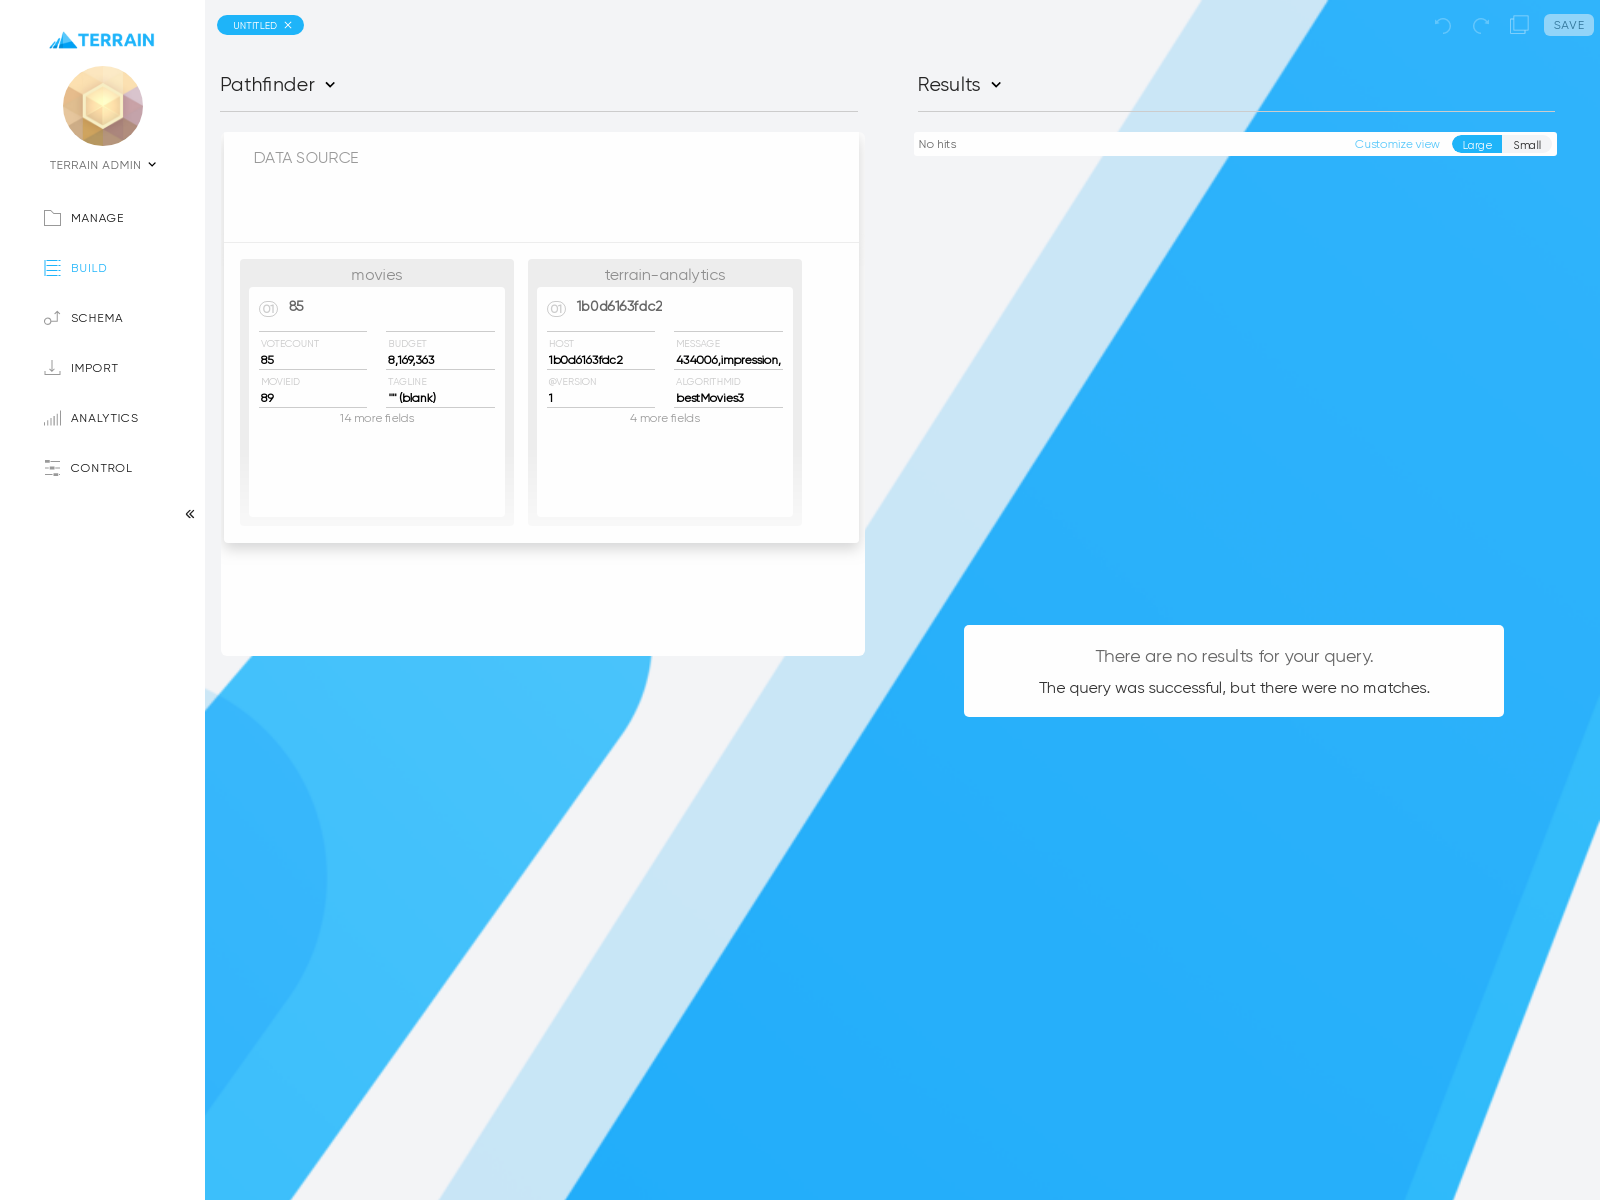 TERRAIN
TERRAIN ADMIN
MANAGE
BUILD
SCHEMA
IMPORT
ANALYTICS
CONTROL
UNTITLED
SAVE
Pathfinder
DATA SOURCE
movies
01 85
VOTECOUNT BUDGET
85 8,169,363
MOVIEID TAGLINE
89 "" (blank)
14 more fields
terrain-analytics
01 1b0d6163fdc2
HOST MESSAGE
1b0d6163fdc2 434006,impression,
@VERSION ALGORITHMID
1 bestMovies3
4 more fields
Results
No hits Customize view Large Small
There are no results for your query.
The query was successful, but there were no matches.